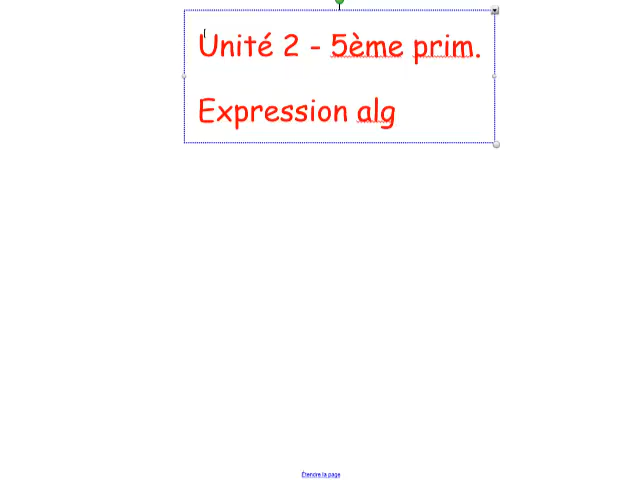 Unité 2 - 5ème prim.
Expression alg
Étendre la page